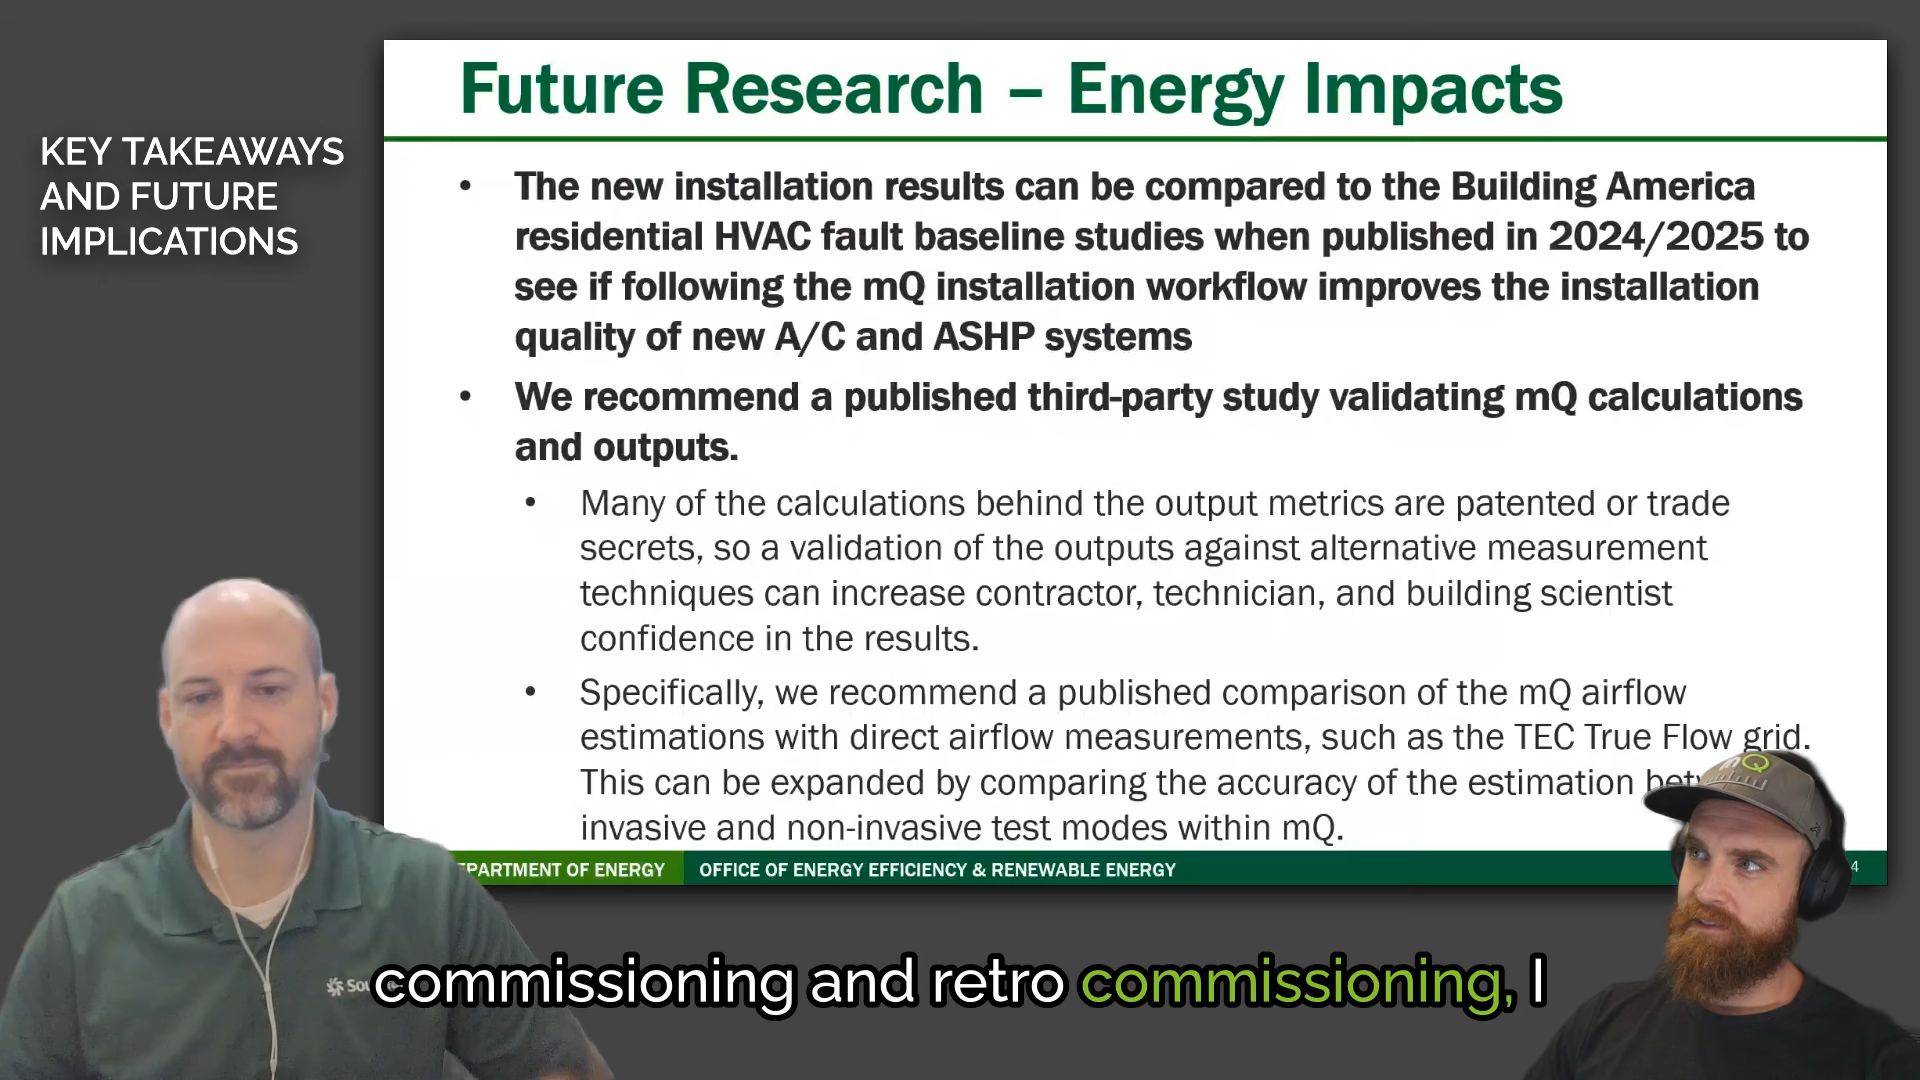 KEY TAKEAWAYS
AND FUTURE
IMPLICATIONS
Future Research – Energy Impacts
• The new installation results can be compared to the Building America
residential HVAC fault baseline studies when published in 2024/2025 to
see if following the mQ installation workflow improves the installation
quality of new A/C and ASHP systems
• We recommend a published third-party study validating mQ calculations
and outputs.
• Many of the calculations behind the output metrics are patented or trade
secrets, so a validation of the outputs against alternative measurement
techniques can increase contractor, technician, and building scientist
confidence in the results.
• Specifically, we recommend a published comparison of the mQ airflow
estimations with direct airflow measurements, such as the TEC True Flow grid.
This can be expanded by comparing the accuracy of the estimation
invasive and non-invasive test modes within mQ.
OF ENERGY OFFICE OF ENERGY EFFICIENCY & RENEWABLE ENERGY
mQ
commissioning and retro commissioning, I